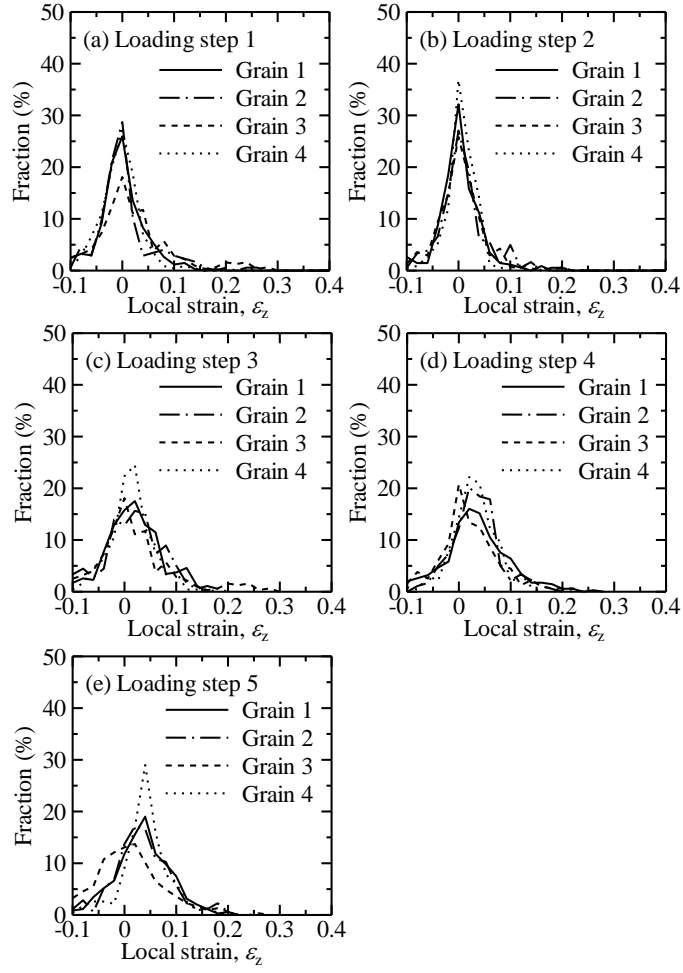 (a) Loading step 1
Grain 1
Grain 2
Grain 3
Grain 4
Fraction (%)
50
40
30
20
10
0
-0.1 0 0.1 0.2 0.3 0.4
Local strain, εz
(b) Loading step 2
Grain 1
Grain 2
Grain 3
Grain 4
Fraction (%)
50
40
30
20
10
0
-0.1 0 0.1 0.2 0.3 0.4
Local strain, εz
(c) Loading step 3
Grain 1
Grain 2
Grain 3
Grain 4
Fraction (%)
50
40
30
20
10
0
-0.1 0 0.1 0.2 0.3 0.4
Local strain, εz
(d) Loading step 4
Grain 1
Grain 2
Grain 3
Grain 4
Fraction (%)
50
40
30
20
10
0
-0.1 0 0.1 0.2 0.3 0.4
Local strain, εz
(e) Loading step 5
Grain 1
Grain 2
Grain 3
Grain 4
Fraction (%)
50
40
30
20
10
0
-0.1 0 0.1 0.2 0.3 0.4
Local strain, εz